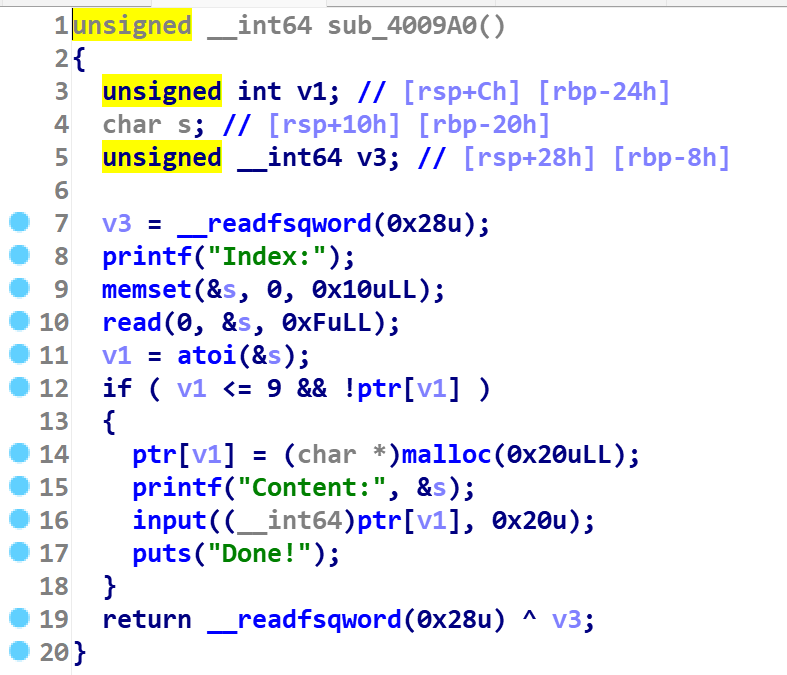 1 unsigned __int64 sub_4009A0()
2 {
3 unsigned int v1; // [rsp+Ch] [rbp-24h]
4 char s; // [rsp+10h] [rbp-20h]
5 unsigned __int64 v3; // [rsp+28h] [rbp-8h]
6
7 v3 = __readfsqword(0x28u);
8 printf("Index:");
9 memset(&s, 0, 0x10uLL);
10 read(0, &s, 0xFuLL);
11 v1 = atoi(&s);
12 if ( v1 <= 9 && !ptr[v1] )
13 {
14 ptr[v1] = (char *)malloc(0x20uLL);
15 printf("Content:", &s);
16 input((__int64)ptr[v1], 0x20u);
17 puts("Done!");
18 }
19 return __readfsqword(0x28u) ^ v3;
20 }